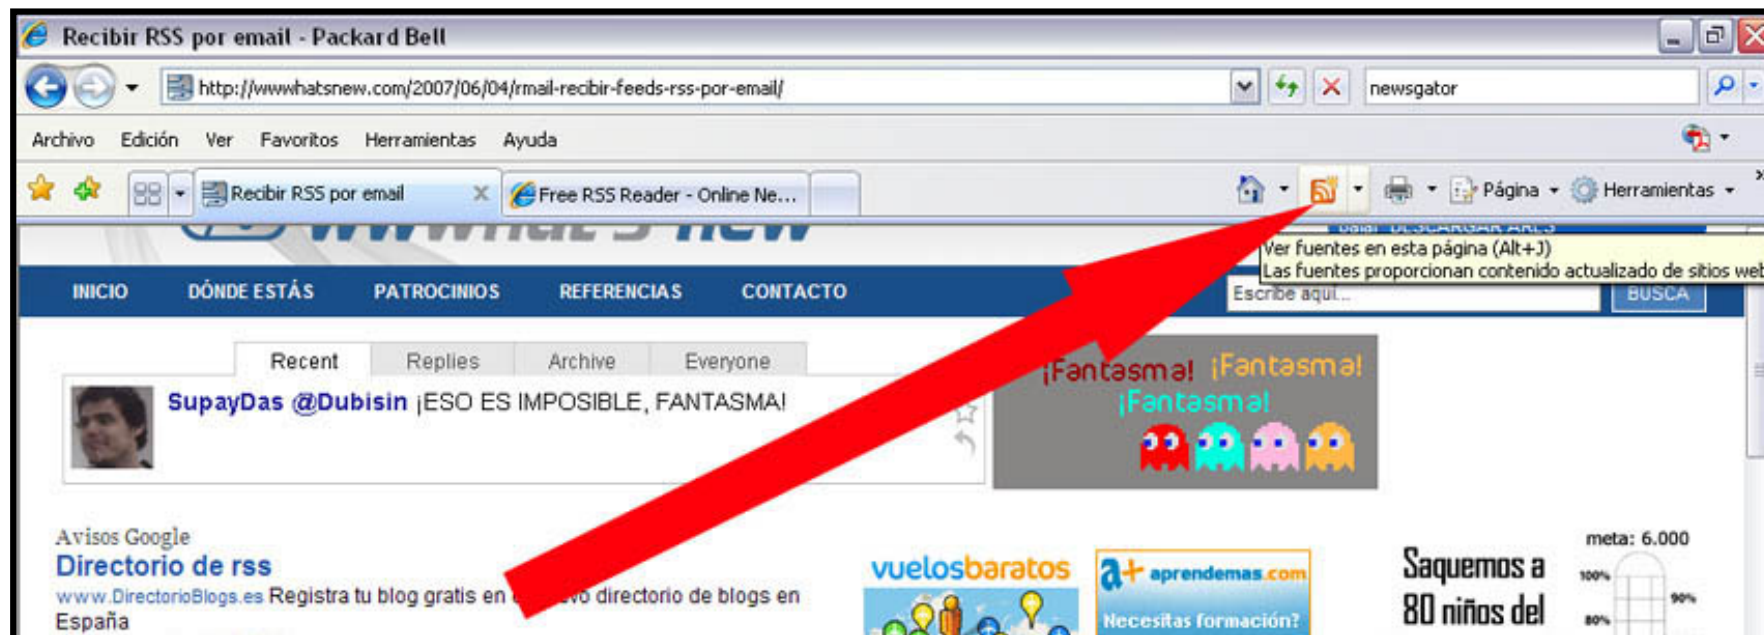 Recibir RSS por email - Packard Bell
http://wwwhatsnew.com/2007/06/04/rmail-recibir-feeds-rss-por-email/
newsgator
Archivo Edición Ver Favoritos Herramientas Ayuda
Recibir RSS por email
Free RSS Reader - Online Ne...
Página
Herramientas
wwwhat's new
bajar DESCARGAR ARES
Ver fuentes en esta página (Alt+J)
Las fuentes proporcionan contenido actualizado de sitios web
INICIO DÓNDE ESTÁS PATROCINIOS REFERENCIAS CONTACTO
Escribe aquí...
BUSCA
Recent Replies Archive Everyone
SupayDas @Dubisin ¡ESO ES IMPOSIBLE, FANTASMA!
¡Fantasma! ¡Fantasma!
¡Fantasma!
Avisos Google
Directorio de rss
www.DirectorioBlogs.es Registra tu blog gratis en directorio de blogs en
España
vuelosbaratos
a+ aprendemas.com
Necesitas formación?
Saquemos a
80 niños del
meta: 6.000
100%
90%
80%